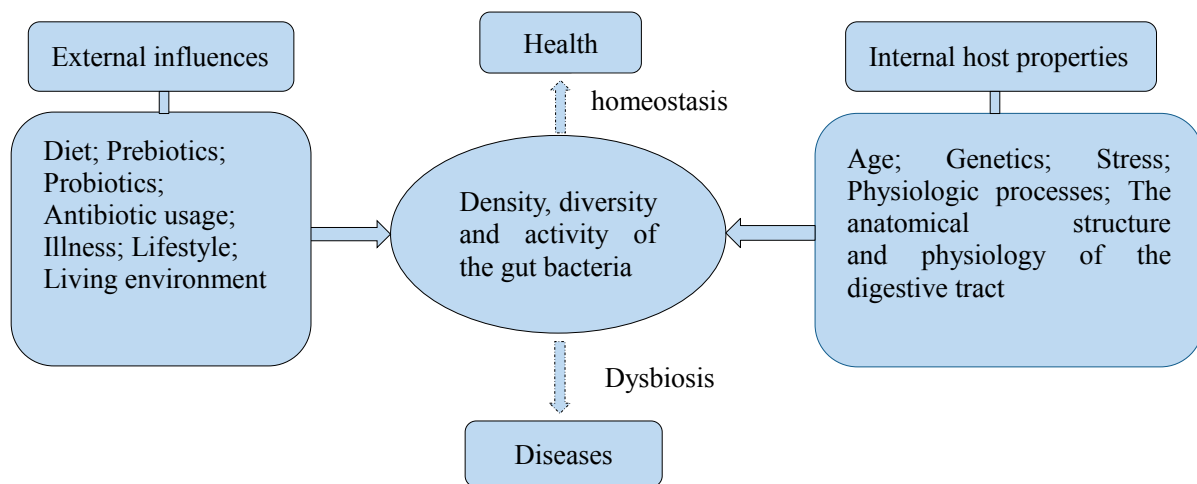 External influences
Diet; Prebiotics;
Probiotics;
Antibiotic usage;
Illness; Lifestyle;
Living environment
Health
homeostasis
Density, diversity
and activity of
the gut bacteria
Dysbiosis
Diseases
Internal host properties
Age; Genetics; Stress;
Physiologic processes; The
anatomical structure
and physiology of the
digestive tract